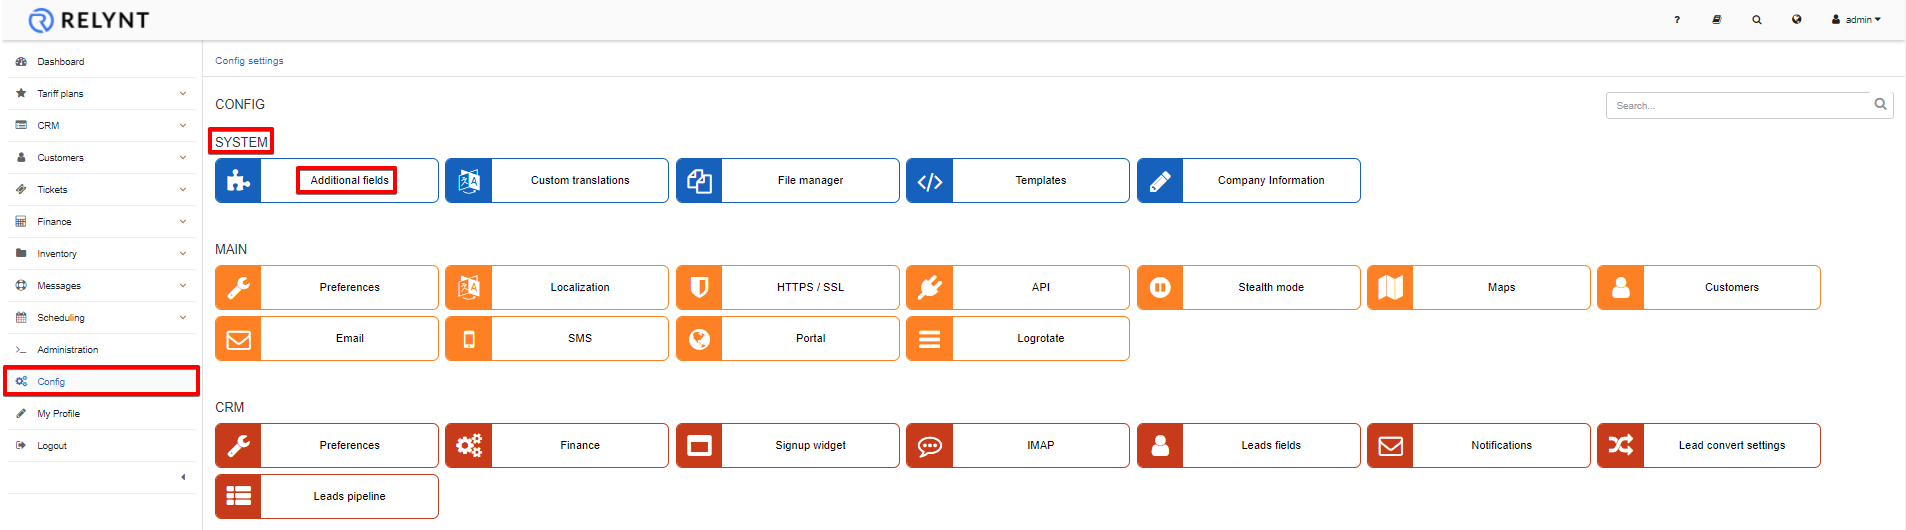 RELYNT
? admin
Dashboard
Tariff plans
CRM
Customers
Tickets
Finance
Inventory
Messages
Scheduling
Administration
Config
My Profile
Logout
Config settings
CONFIG
Search...
SYSTEM
Additional fields
Custom translations
File manager
Templates
Company Information
MAIN
Preferences
Localization
HTTPS / SSL
API
Stealth mode
Maps
Customers
Email
SMS
Portal
Logrotate
CRM
Preferences
Finance
Signup widget
IMAP
Leads fields
Notifications
Lead convert settings
Leads pipeline